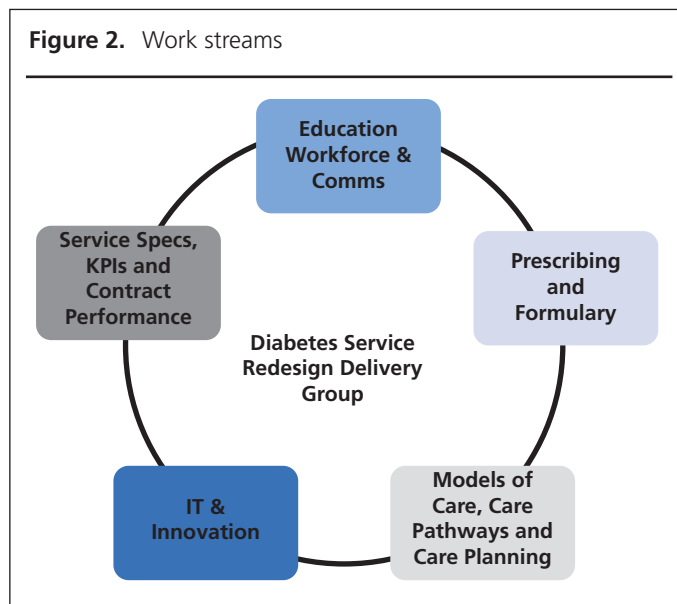 Figure 2. Work streams
Education
Workforce &
Comms
Prescribing
and
Formulary
Models of
Care, Care
Pathways and
Care Planning
IT &
Innovation
Service Specs,
KPIs and
Contract
Performance
Diabetes Service
Redesign Delivery
Group